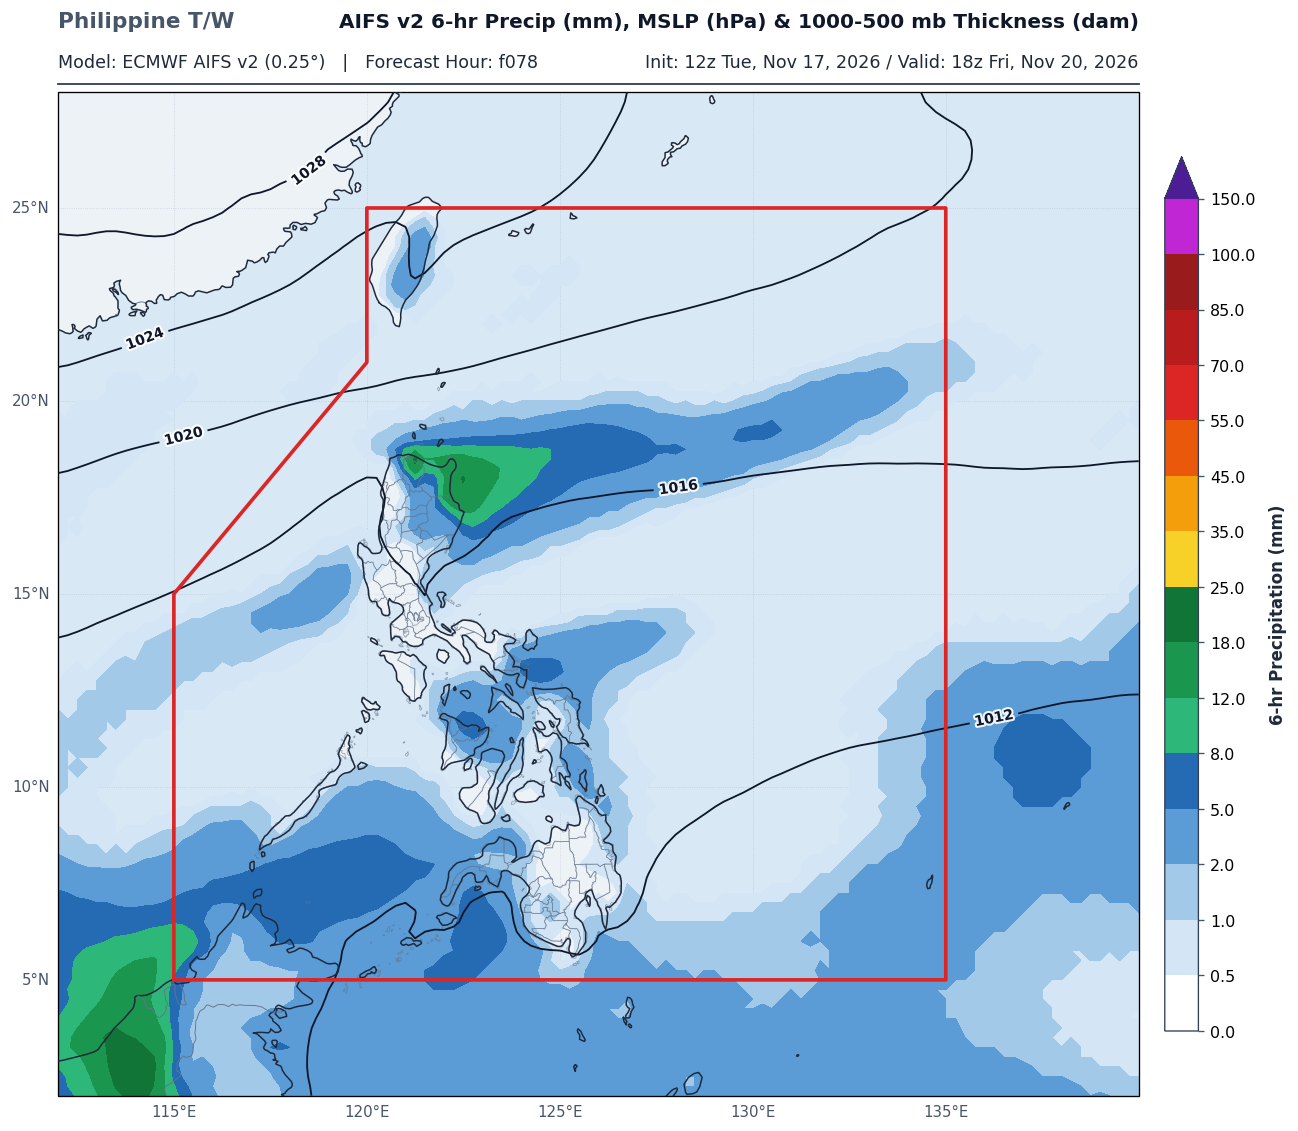 Philippine T/W
AIFS v2 6-hr Precip (mm), MSLP (hPa) & 1000-500 mb Thickness (dam)
Model: ECMWF AIFS v2 (0.25°) | Forecast Hour: f078
Init: 12z Tue, Nov 17, 2026 / Valid: 18z Fri, Nov 20, 2026
1028
1024
1020
1016
1012
25°N
20°N
15°N
10°N
5°N
115°E
120°E
125°E
130°E
135°E
150.0
100.0
85.0
70.0
55.0
45.0
35.0
25.0
18.0
12.0
8.0
5.0
2.0
1.0
0.5
0.0
6-hr Precipitation (mm)